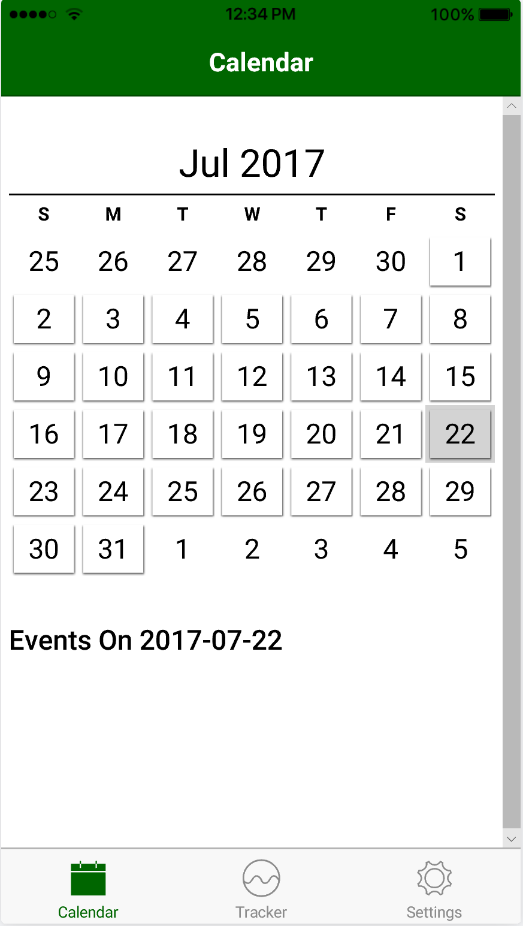 12:34 PM 100%
Calendar
Jul 2017
S M T W T F S
25 26 27 28 29 30 1
2 3 4 5 6 7 8
9 10 11 12 13 14 15
16 17 18 19 20 21 22
23 24 25 26 27 28 29
30 31 1 2 3 4 5
Events On 2017-07-22
Calendar Tracker Settings